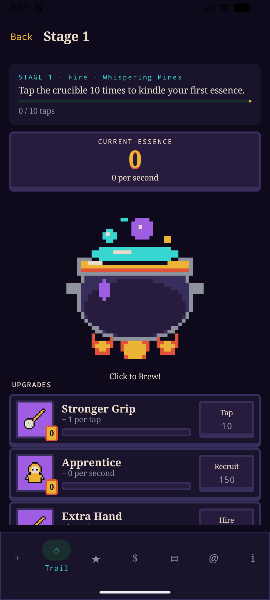 Back Stage 1
STAGE 1 · Fire · Whispering Pines
Tap the crucible 10 times to kindle your first essence.
0 / 10 taps
CURRENT ESSENCE
0
0 per second
Click to Brew!
UPGRADES
Stronger Grip
~ 1 per tap
0
Tap
10
Apprentice
~ 0 per second
0
Recruit
150
Extra Hand
Hire
Trail